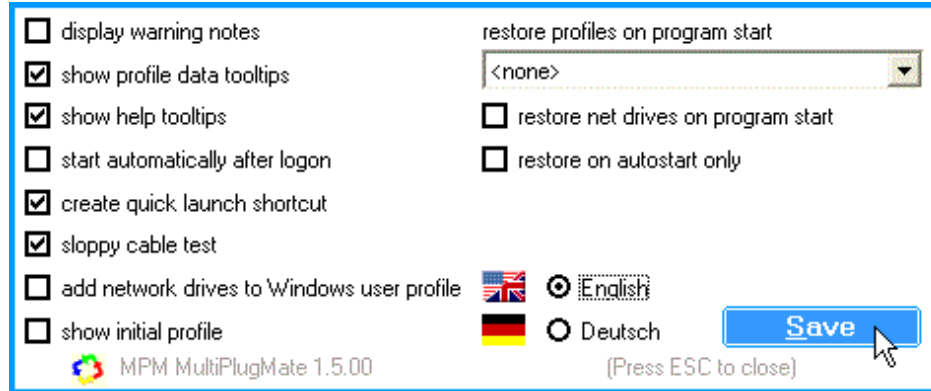 display warning notes
show profile data tooltips
show help tooltips
start automatically after logon
create quick launch shortcut
sloppy cable test
add network drives to Windows user profile
show initial profile
restore profiles on program start
<none>
restore net drives on program start
restore on autostart only
English
Deutsch
Save
MPM MultiPlugMate 1.5.00
(Press ESC to close)